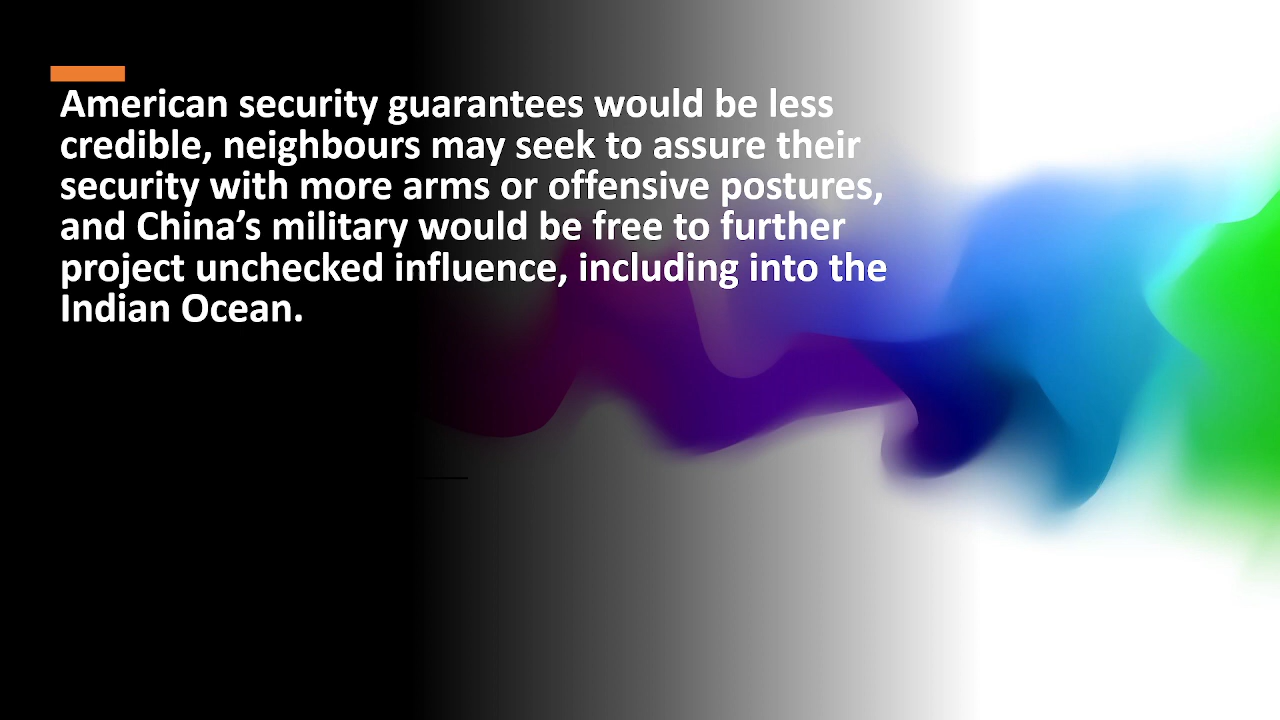 American security guarantees would be less
credible, neighbours may seek to assure their
security with more arms or offensive postures,
and China’s military would be free to further
project unchecked influence, including into the
Indian Ocean.